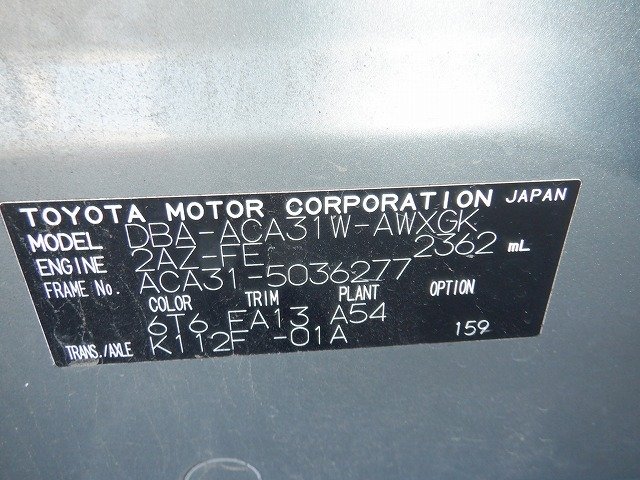 TOYOTA MOTOR CORPORATION JAPAN
MODEL DBA-ACA31W-AWXGK
ENGINE 2AZ-FE 2362 mL
FRAME No. ACA31-5036277
COLOR TRIM PLANT OPTION
6T6 FA13 A54
TRANS./AXLE K112F -01A 159